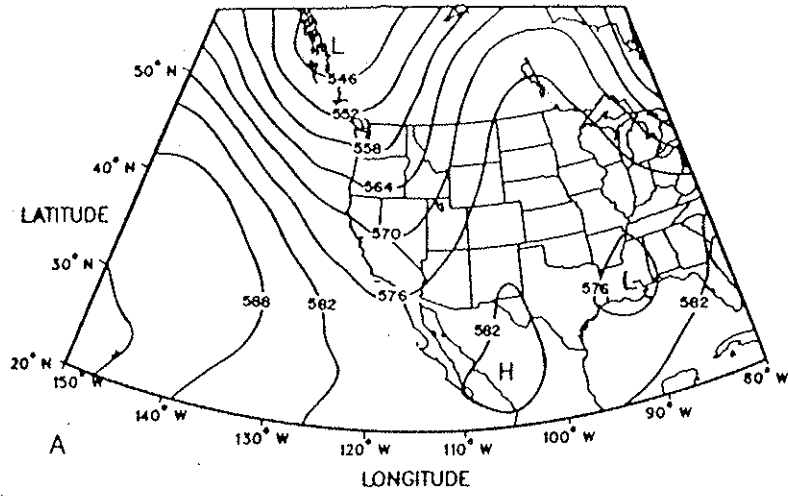 L
50° N
546
552
558
40° N
564
LATITUDE
570
30° N
576
588
582
576
L
582
582
H
20° N
150° W
80° W
140° W
90° W
130° W
100° W
120° W
110° W
A
LONGITUDE